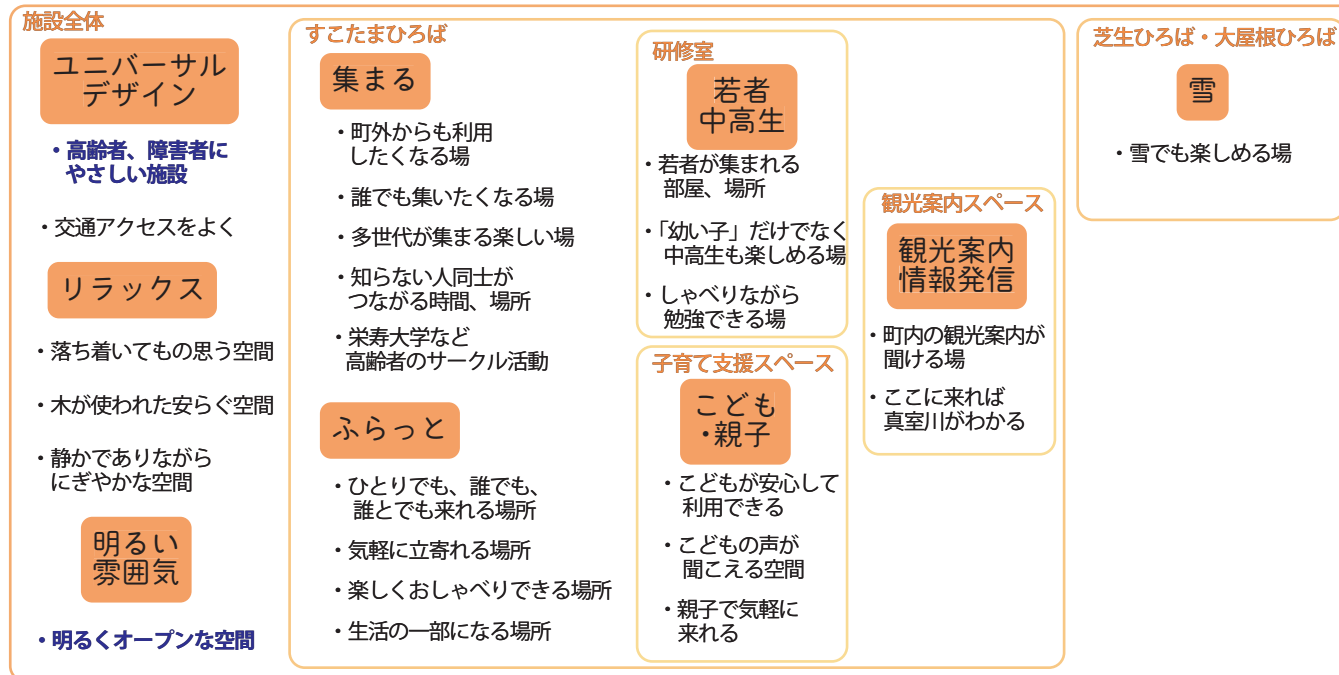 施設全体
ユニバーサル
デザイン
・高齢者、障害者に
やさしい施設
・交通アクセスをよく
リラックス
・落ち着いてもの思う空間
・木が使われた安らぐ空間
・静かでありながら
にぎやかな空間
明るい
雰囲気
・明るくオープンな空間
すこたまひろば
集まる
・町外からも利用
したくなる場
・誰でも集いたくなる場
・多世代が集まる楽しい場
・知らない人同士が
つながる時間、場所
・栄寿大学など
高齢者のサークル活動
ふらっと
・ひとりでも、誰でも、
誰とでも来れる場所
・気軽に立寄れる場所
・楽しくおしゃべりできる場所
・生活の一部になる場所
研修室
若者
中高生
・若者が集まれる
部屋、場所
・「幼い子」だけでなく
中高生も楽しめる場
・しゃべりながら
勉強できる場
子育て支援スペース
こども
・親子
・こどもが安心して
利用できる
・こどもの声が
聞こえる空間
・親子で気軽に
来れる
観光案内スペース
観光案内
情報発信
・町内の観光案内が
聞ける場
・ここに来れば
真室川がわかる
芝生ひろば・大屋根ひろば
雪
・雪でも楽しめる場